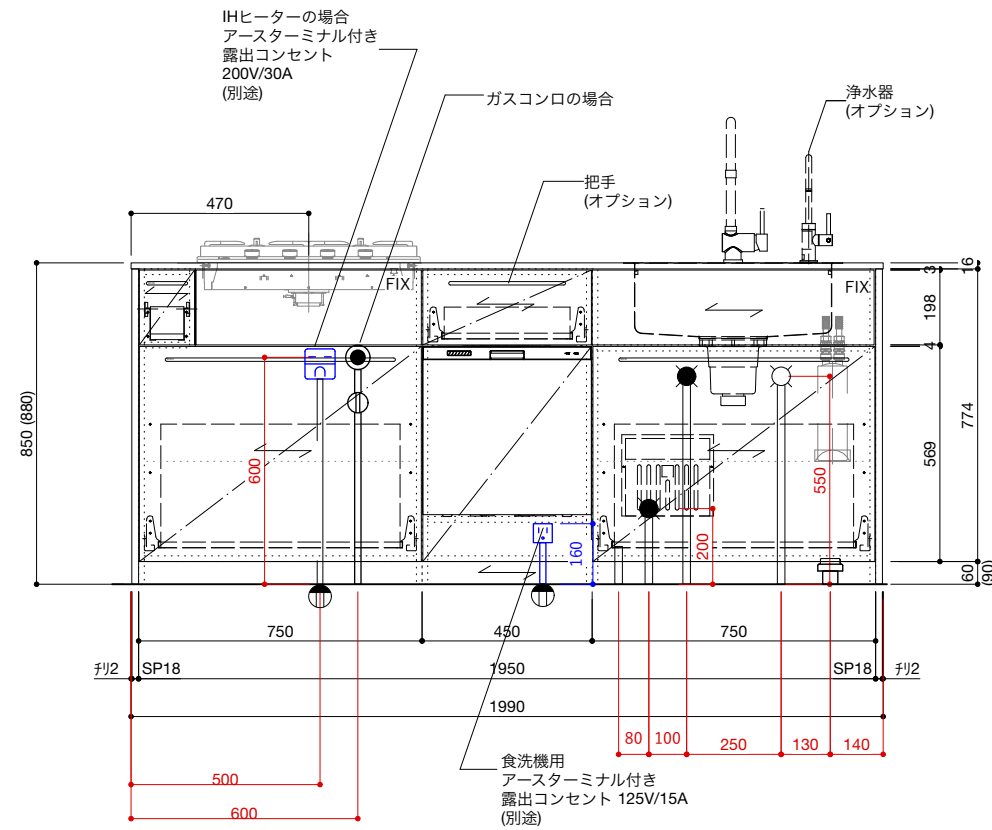 IHヒーターの場合
アースターミナル付き
露出コンセント
200V/30A
(別途)
ガスコンロの場合
浄水器
(オプション)
把手
(オプション)
470
FIX
FIX
16
3
198
4
774
569
60
(90)
850 (880)
600
550
200
160
750
450
750
ﾁﾘ2
SP18
1950
SP18
ﾁﾘ2
1990
80
100
250
130
140
500
600
食洗機用
アースターミナル付き
露出コンセント 125V/15A
(別途)